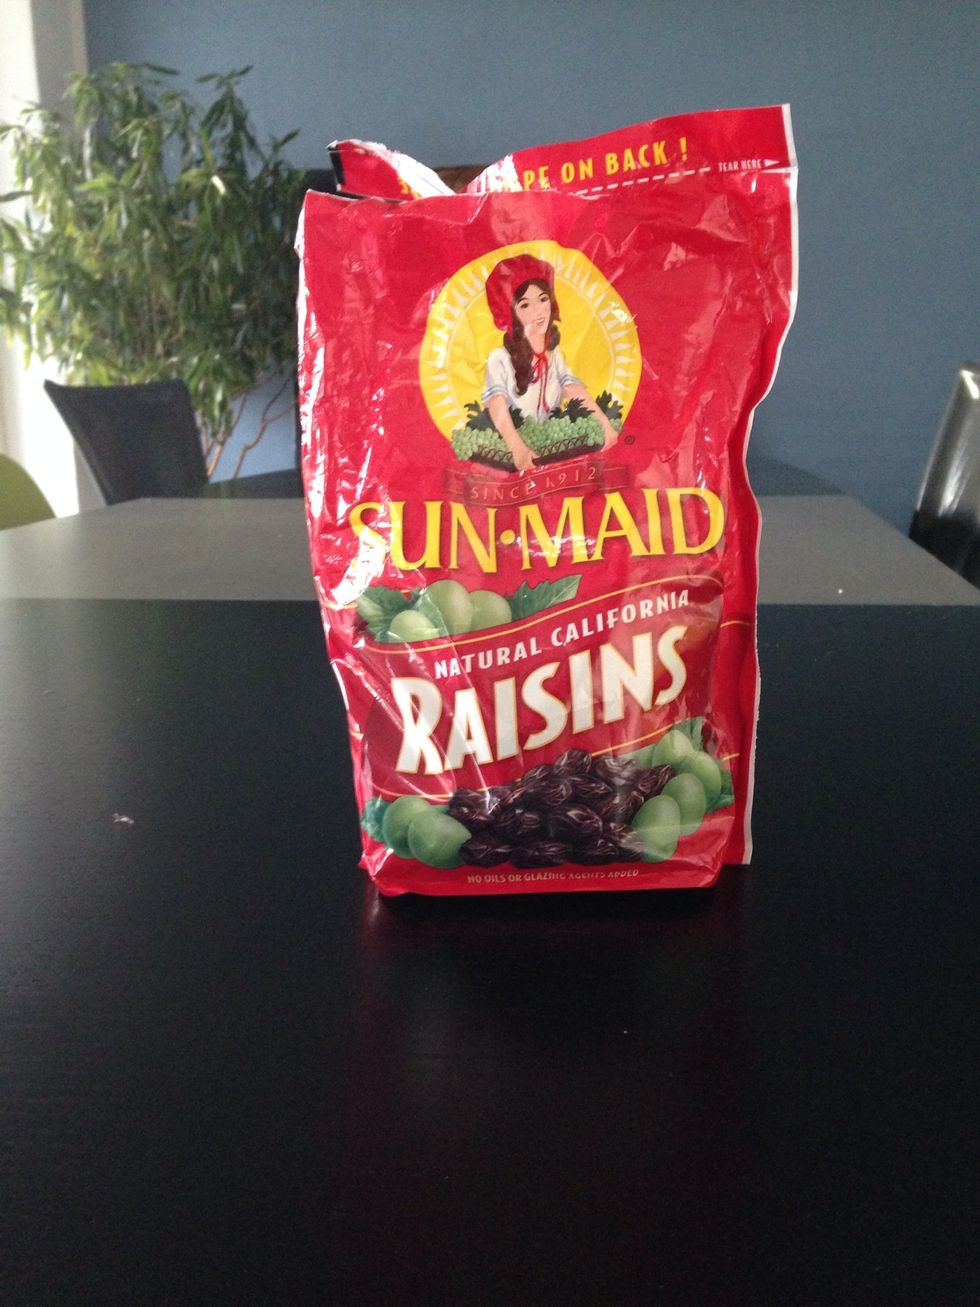 PE ON BACK !
TEAR HERE
SINCE 1912
SUN•MAID
®
NATURAL CALIFORNIA
RAISINS
NO OILS OR GLAZING AGENTS ADDED